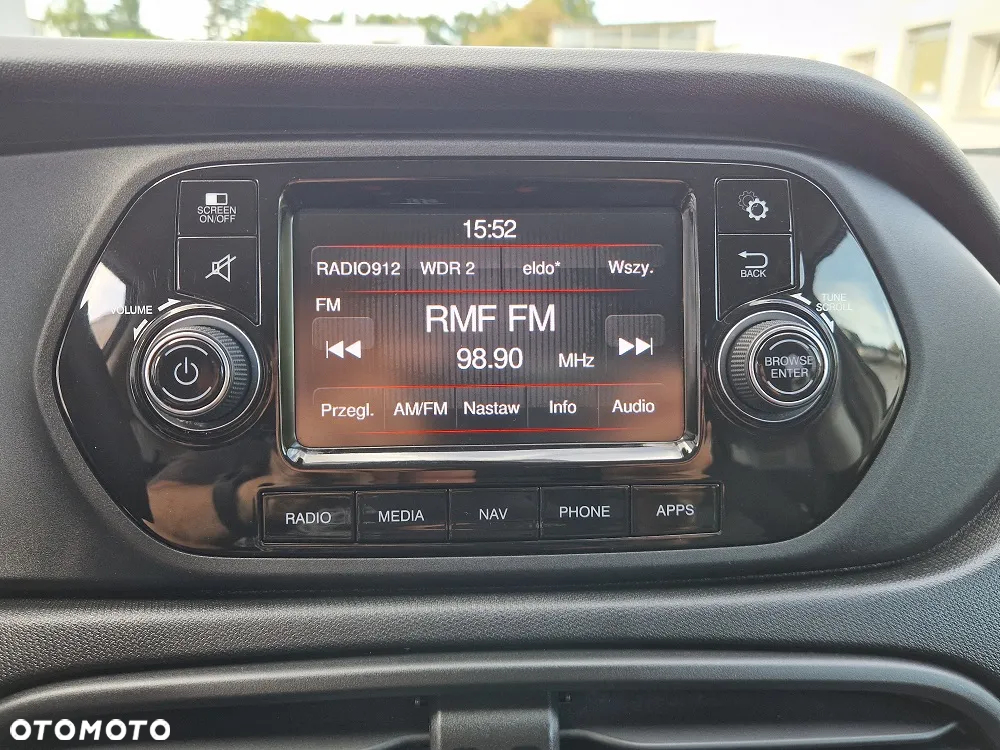 SCREEN
ON/OFF
15:52
RADIO912 WDR 2 eldo* Wszy.
BACK
VOLUME
FM
RMF FM
TUNE
SCROLL
98.90 MHz
BROWSE
ENTER
Przegl. AM/FM Nastaw Info Audio
RADIO MEDIA NAV PHONE APPS
OTOMOTO